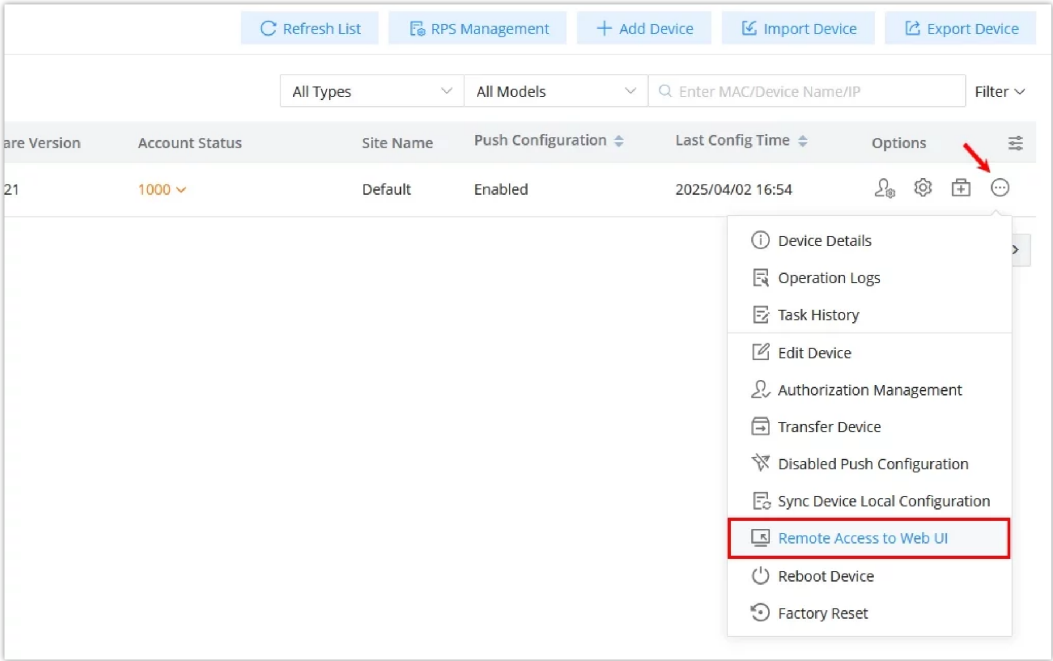 Refresh List RPS Management Add Device Import Device Export Device
All Types All Models Enter MAC/Device Name/IP Filter
are Version Account Status Site Name Push Configuration Last Config Time Options
21 1000 Default Enabled 2025/04/02 16:54
Device Details
Operation Logs
Task History
Edit Device
Authorization Management
Transfer Device
Disabled Push Configuration
Sync Device Local Configuration
Remote Access to Web UI
Reboot Device
Factory Reset